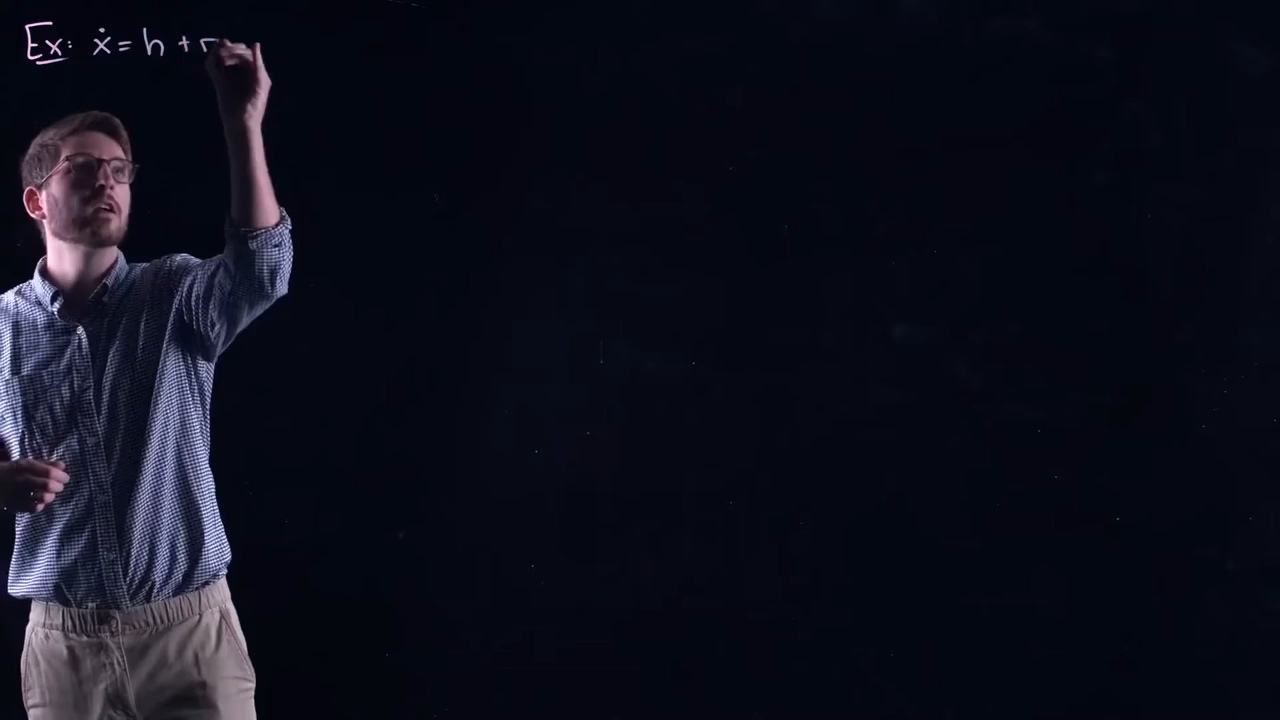 Ex: ẋ = h + r